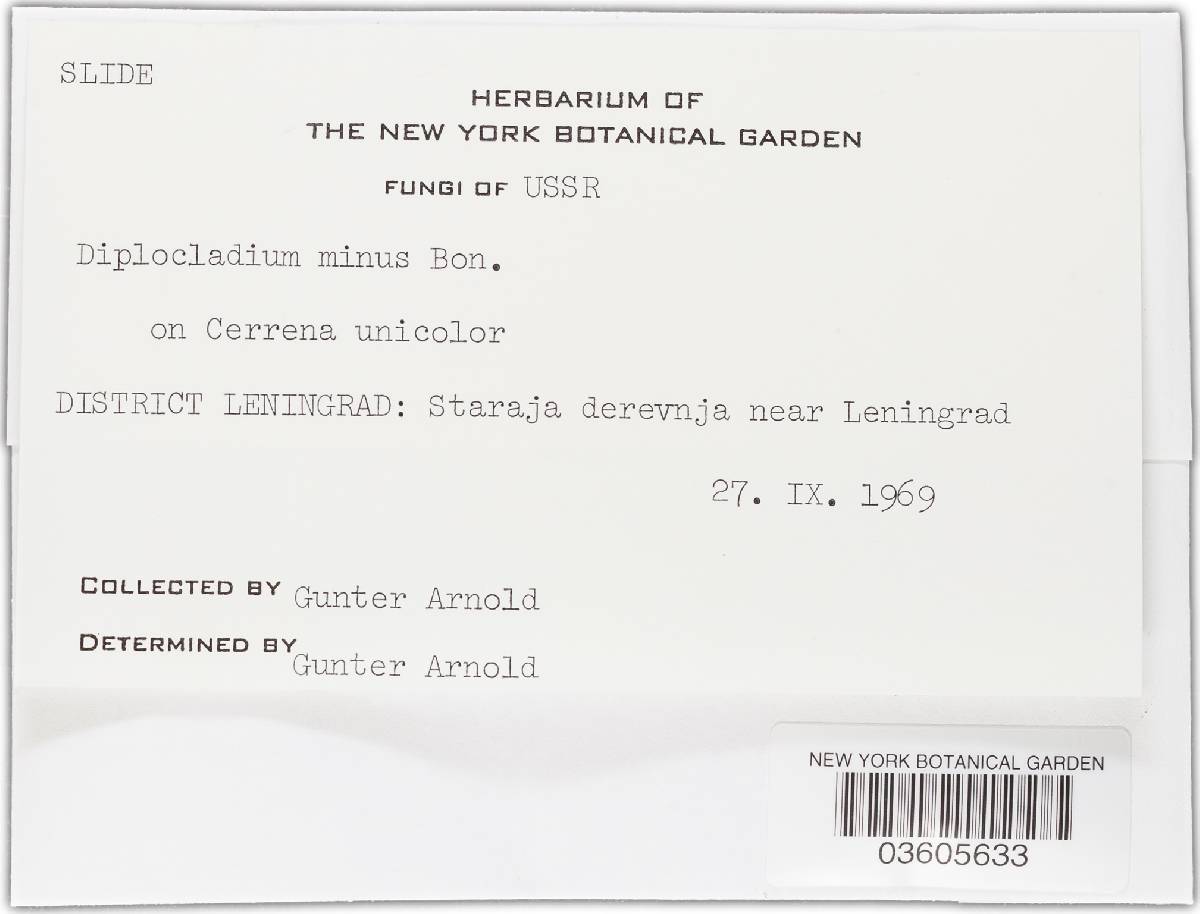 SLIDE
HERBARIUM OF
THE NEW YORK BOTANICAL GARDEN
FUNGI OF USSR
Diplocladium minus Bon.
on Cerrena unicolor
DISTRICT LENINGRAD: Staraja derevnja near Leningrad
27. IX. 1969
COLLECTED BY Gunter Arnold
DETERMINED BY Gunter Arnold
NEW YORK BOTANICAL GARDEN
03605633